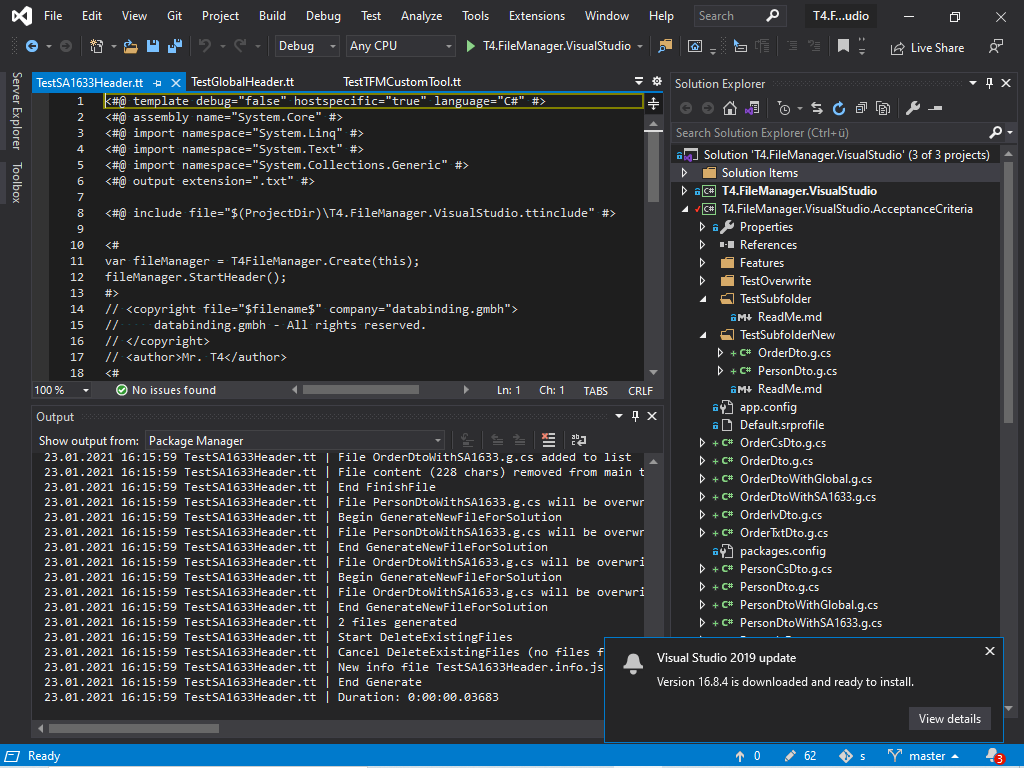 File Edit View Git Project Build Debug Test Analyze Tools Extensions Window Help Search T4.F...udio
Debug Any CPU T4.FileManager.VisualStudio Live Share
Server Explorer
Toolbox
TestSA1633Header.tt TestGlobalHeader.tt TestTFMCustomTool.tt
1 <#@ template debug="false" hostspecific="true" language="C#" #>
2 <#@ assembly name="System.Core" #>
3 <#@ import namespace="System.Linq" #>
4 <#@ import namespace="System.Text" #>
5 <#@ import namespace="System.Collections.Generic" #>
6 <#@ output extension=".txt" #>
7
8 <#@ include file="$(ProjectDir)\T4.FileManager.VisualStudio.ttinclude" #>
9
10 <#
11 var fileManager = T4FileManager.Create(this);
12 fileManager.StartHeader();
13 #>
14 // <copyright file="$filename$" company="databinding.gmbh">
15 //     databinding.gmbh - All rights reserved.
16 // </copyright>
17 // <author>Mr. T4</author>
18 <#
100 % No issues found Ln: 1 Ch: 1 TABS CRLF
Output
Show output from: Package Manager
23.01.2021 16:15:59 TestSA1633Header.tt | File OrderDtoWithSA1633.g.cs added to list
23.01.2021 16:15:59 TestSA1633Header.tt | File content (228 chars) removed from main t
23.01.2021 16:15:59 TestSA1633Header.tt | End FinishFile
23.01.2021 16:15:59 TestSA1633Header.tt | File PersonDtoWithSA1633.g.cs will be overwr
23.01.2021 16:15:59 TestSA1633Header.tt | Begin GenerateNewFileForSolution
23.01.2021 16:15:59 TestSA1633Header.tt | File PersonDtoWithSA1633.g.cs will be overwr
23.01.2021 16:15:59 TestSA1633Header.tt | End GenerateNewFileForSolution
23.01.2021 16:15:59 TestSA1633Header.tt | File OrderDtoWithSA1633.g.cs will be overwri
23.01.2021 16:15:59 TestSA1633Header.tt | Begin GenerateNewFileForSolution
23.01.2021 16:15:59 TestSA1633Header.tt | File OrderDtoWithSA1633.g.cs will be overwri
23.01.2021 16:15:59 TestSA1633Header.tt | End GenerateNewFileForSolution
23.01.2021 16:15:59 TestSA1633Header.tt | 2 files generated
23.01.2021 16:15:59 TestSA1633Header.tt | Start DeleteExistingFiles
23.01.2021 16:15:59 TestSA1633Header.tt | Cancel DeleteExistingFiles (no files f
23.01.2021 16:15:59 TestSA1633Header.tt | New info file TestSA1633Header.info.js
23.01.2021 16:15:59 TestSA1633Header.tt | End Generate
23.01.2021 16:15:59 TestSA1633Header.tt | Duration: 0:00:00.03683
Solution Explorer
Search Solution Explorer (Ctrl+ü)
Solution 'T4.FileManager.VisualStudio' (3 of 3 projects)
Solution Items
C# T4.FileManager.VisualStudio
C# T4.FileManager.VisualStudio.AcceptanceCriteria
Properties
References
Features
TestOverwrite
TestSubfolder
M ReadMe.md
TestSubfolderNew
+ C# OrderDto.g.cs
+ C# PersonDto.g.cs
M ReadMe.md
app.config
Default.srprofile
+ C# OrderCsDto.g.cs
+ C# OrderDto.g.cs
+ C# OrderDtoWithGlobal.g.cs
+ C# OrderDtoWithSA1633.g.cs
+ C# OrderIvDto.g.cs
+ C# OrderTxtDto.g.cs
packages.config
+ C# PersonCsDto.g.cs
+ C# PersonDto.g.cs
+ C# PersonDtoWithGlobal.g.cs
+ C# PersonDtoWithSA1633.g.cs
Visual Studio 2019 update
Version 16.8.4 is downloaded and ready to install.
View details
Ready 0 62 s master 3